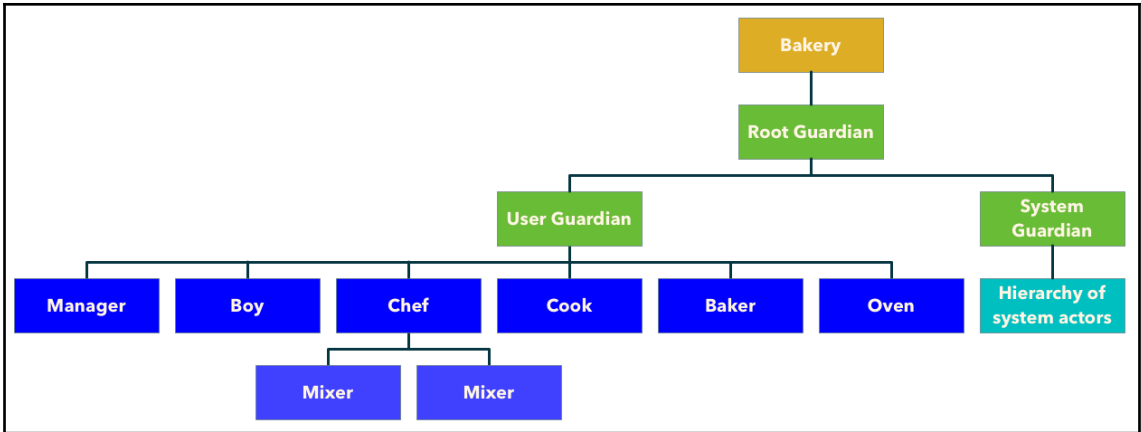 Bakery
Root Guardian
User Guardian
System
Guardian
Manager
Boy
Chef
Cook
Baker
Oven
Hierarchy of
system actors
Mixer
Mixer